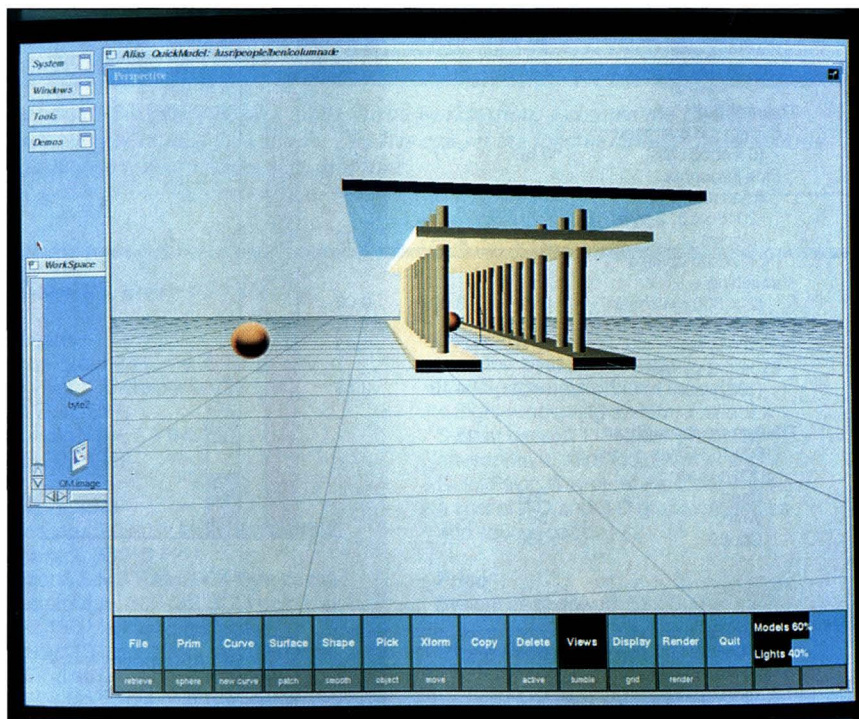 Alias QuickModel: /usr/people/ben/columnade
Perspective
System
Windows
Tools
Demos
WorkSpace
byte2
QM.image
File Prim Curve Surface Shape Pick Xform Copy Delete Views Display Render Quit Models 60%
Lights 40%
retrieve sphere new curve patch smooth object move active tumble grid render